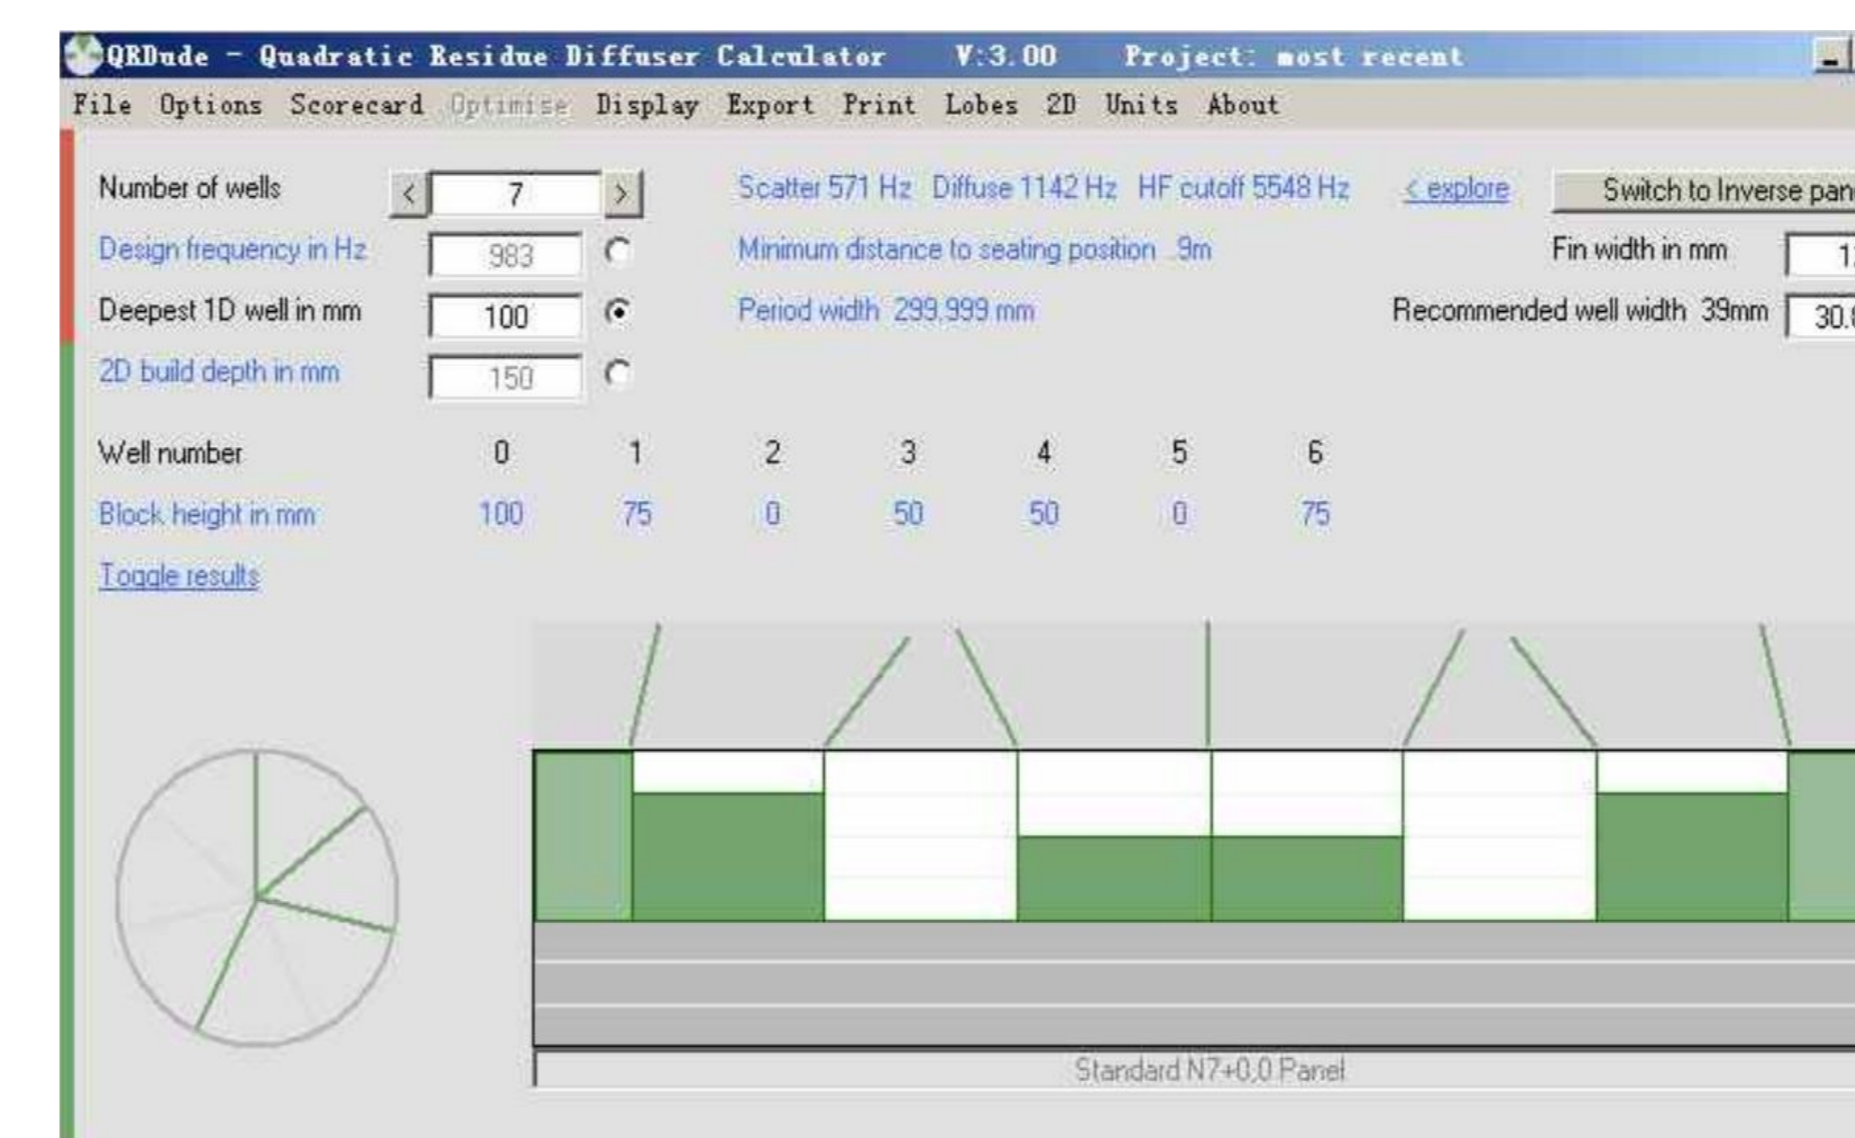 QRDude - Quadratic Residue Diffuser Calculator V:3.00 Project: most recent
File Options Scorecard Optimise Display Export Print Lobes 2D Units About
Number of wells < 7 > Scatter 571 Hz Diffuse 1142 Hz HF cutoff 5548 Hz < explore Switch to Inverse
Design frequency in Hz 983 Minimum distance to seating position .9m Fin width in mm
Deepest 1D well in mm 100 Period width 299.999 mm Recommended well width 39mm
2D build depth in mm 150
Well number 0 1 2 3 4 5 6
Block height in mm 100 75 0 50 50 0 75
Toggle results
Standard N7+0,0 Panel